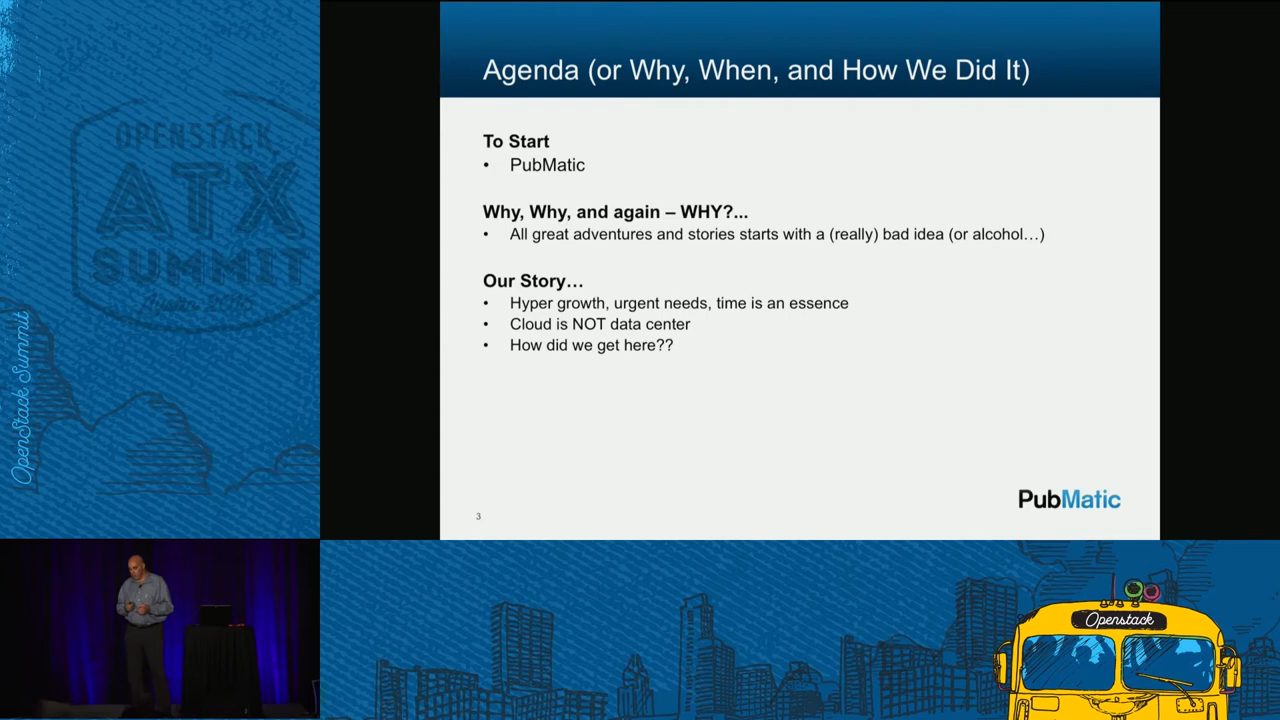 Agenda (or Why, When, and How We Did It)
To Start
• PubMatic
Why, Why, and again – WHY?...
• All great adventures and stories starts with a (really) bad idea (or alcohol…)
Our Story…
• Hyper growth, urgent needs, time is an essence
• Cloud is NOT data center
• How did we get here??
PubMatic
3
OPENSTACK
ATX
SUMMIT
Austin 2016
OpenStack Summit
Openstack